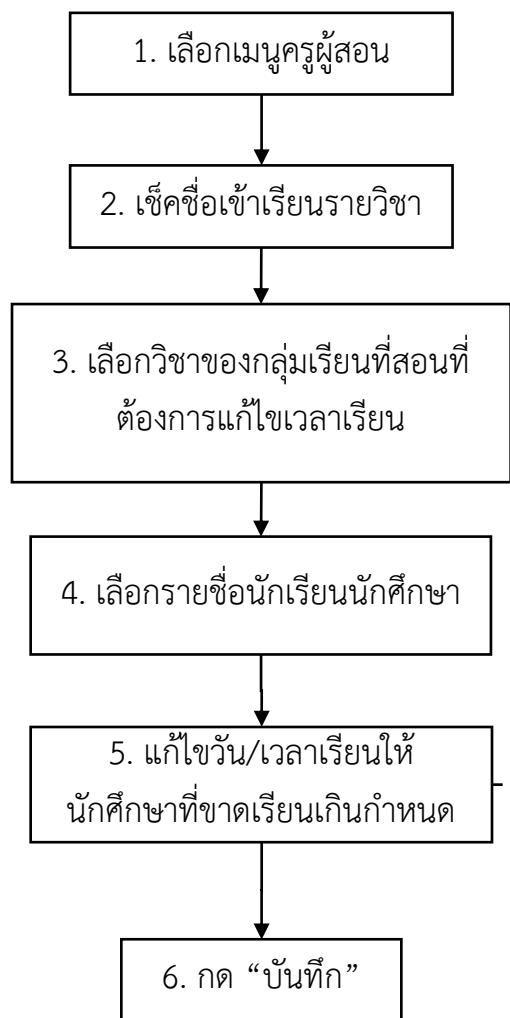 1. เลือกเมนูครูผู้สอน
2. เช็คชื่อเข้าเรียนรายวิชา
3. เลือกวิชาของกลุ่มเรียนที่สอนที่
ต้องการแก้ไขเวลาเรียน
4. เลือกรายชื่อนักเรียนนักศึกษา
5. แก้ไขวัน/เวลาเรียนให้
นักศึกษาที่ขาดเรียนเกินกำหนด
6. กด “บันทึก”